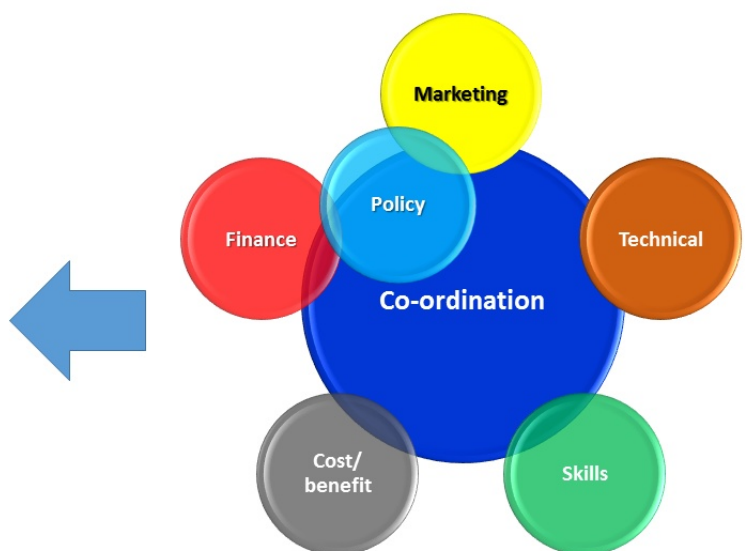 Marketing
Policy
Finance
Technical
Co-ordination
Cost/
benefit
Skills